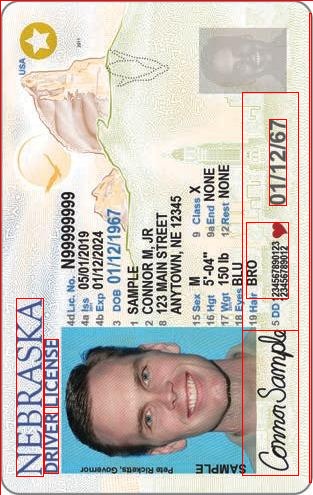 USA
NEBRASKA
DRIVER LICENSE
4d Lic. No. N99999999
4a Iss 05/01/2019
4b Exp 01/12/2024
3 DOB 01/12/1967
1 SAMPLE
2 CONNOR M, JR
8 123 MAIN STREET
ANYTOWN, NE 12345
15 Sex M 9 Class X
16 Hgt 5'-04" 9a End NONE
17 Wgt 150 lb 12 Rest NONE
18 Eyes BLU
19 Hair BRO
5 DD 1234567890123
123456789012
01/12/67
Connor Sample
SAMPLE
Pete Ricketts, Governor